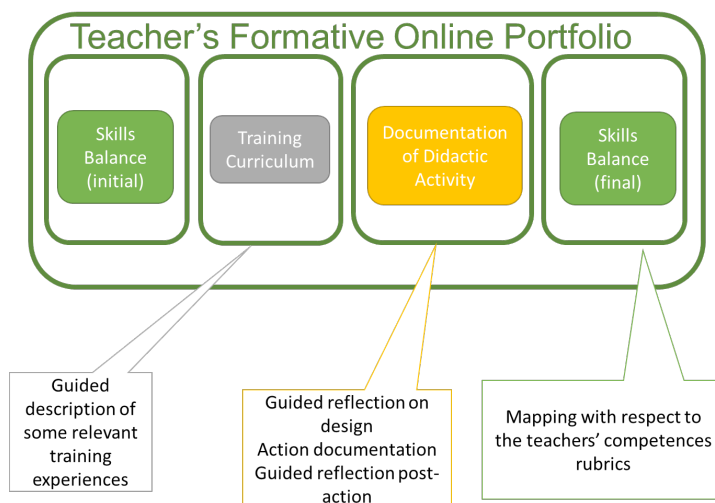 Teacher's Formative Online Portfolio
Skills
Balance
(initial)
Training
Curriculum
Documentation
of Didactic
Activity
Skills
Balance
(final)
Guided
description of
some relevant
training
experiences
Guided reflection on
design
Action documentation
Guided reflection post-
action
Mapping with respect to
the teachers' competences
rubrics